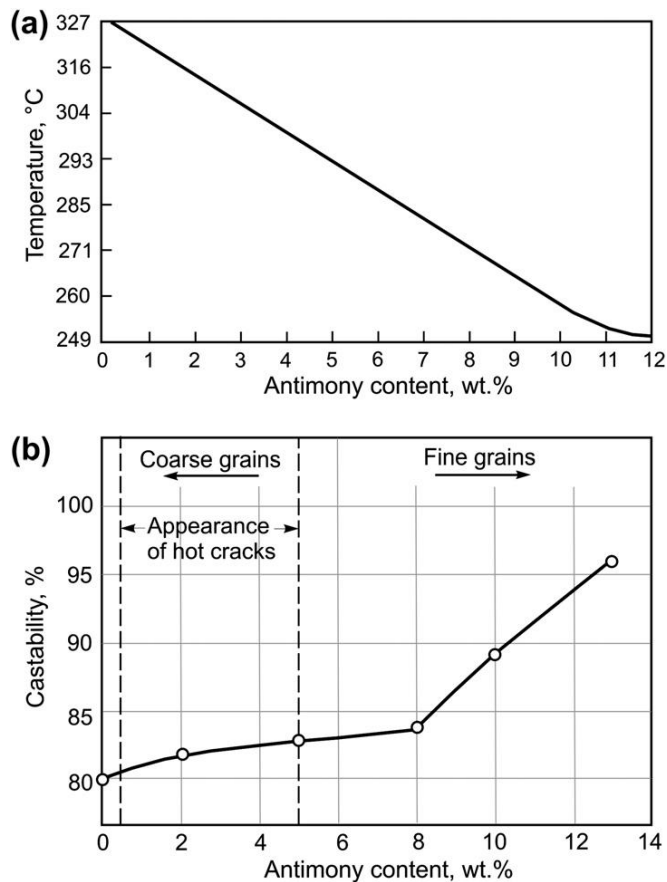 (a)
327
316
304
293
285
271
260
249
Temperature, °C
0 1 2 3 4 5 6 7 8 9 10 11 12
Antimony content, wt.%
(b)
Coarse grains
Fine grains
Appearance
of hot cracks
100
95
90
85
80
Castability, %
0 2 4 6 8 10 12 14
Antimony content, wt.%